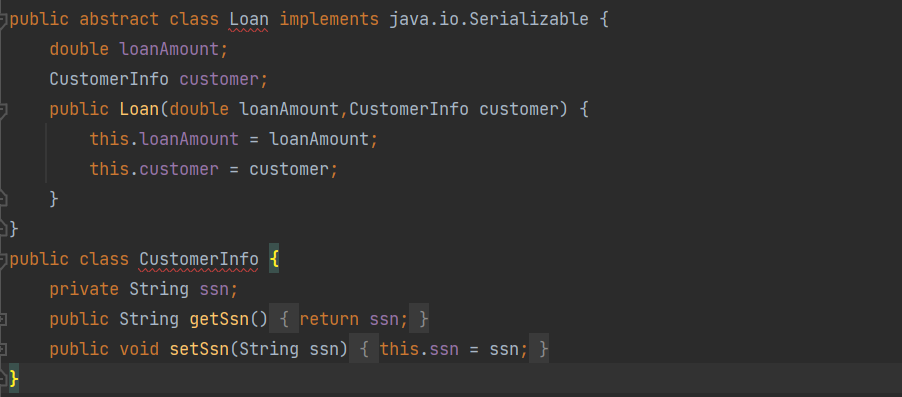 public abstract class Loan implements java.io.Serializable {
    double loanAmount;
    CustomerInfo customer;
    public Loan(double loanAmount,CustomerInfo customer) {
        this.loanAmount = loanAmount;
        this.customer = customer;
    }
}
public class CustomerInfo {
    private String ssn;
    public String getSsn() { return ssn; }
    public void setSsn(String ssn) { this.ssn = ssn; }
}